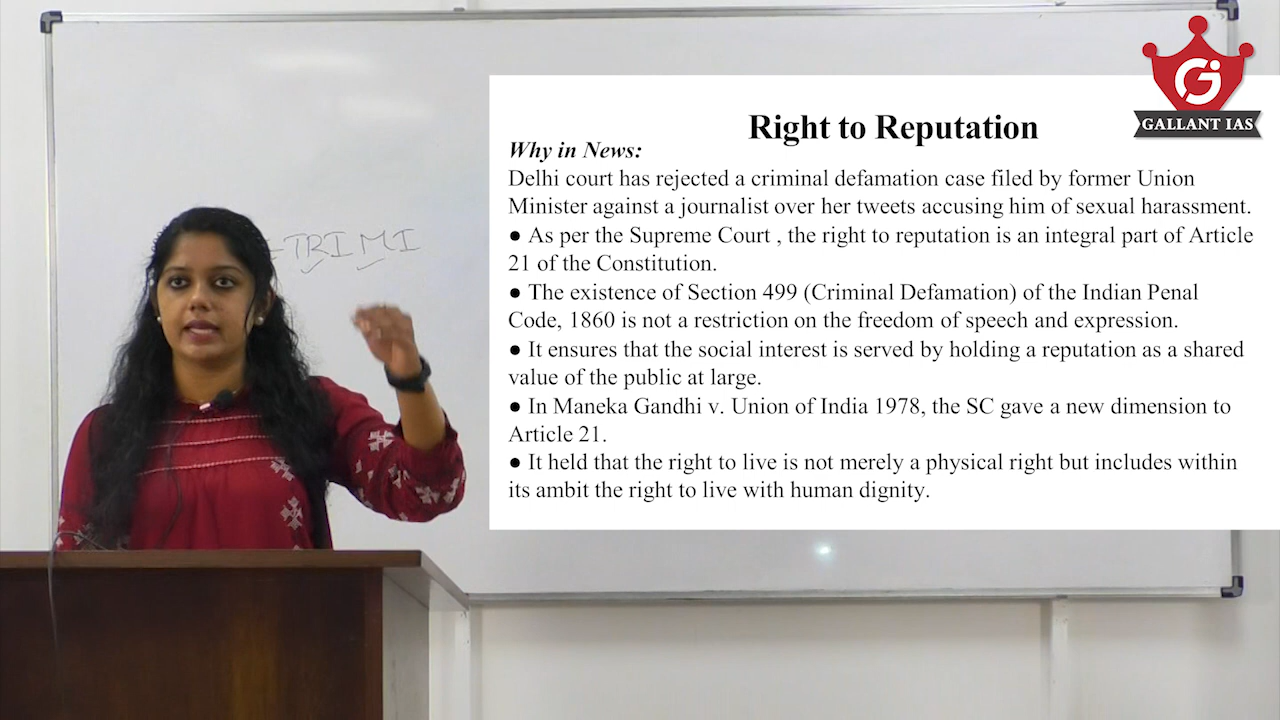 GALLANT IAS
Right to Reputation
Why in News:
Delhi court has rejected a criminal defamation case filed by former Union
Minister against a journalist over her tweets accusing him of sexual harassment.
● As per the Supreme Court , the right to reputation is an integral part of Article
21 of the Constitution.
● The existence of Section 499 (Criminal Defamation) of the Indian Penal
Code, 1860 is not a restriction on the freedom of speech and expression.
● It ensures that the social interest is served by holding a reputation as a shared
value of the public at large.
● In Maneka Gandhi v. Union of India 1978, the SC gave a new dimension to
Article 21.
● It held that the right to live is not merely a physical right but includes within
its ambit the right to live with human dignity.
TRIMI